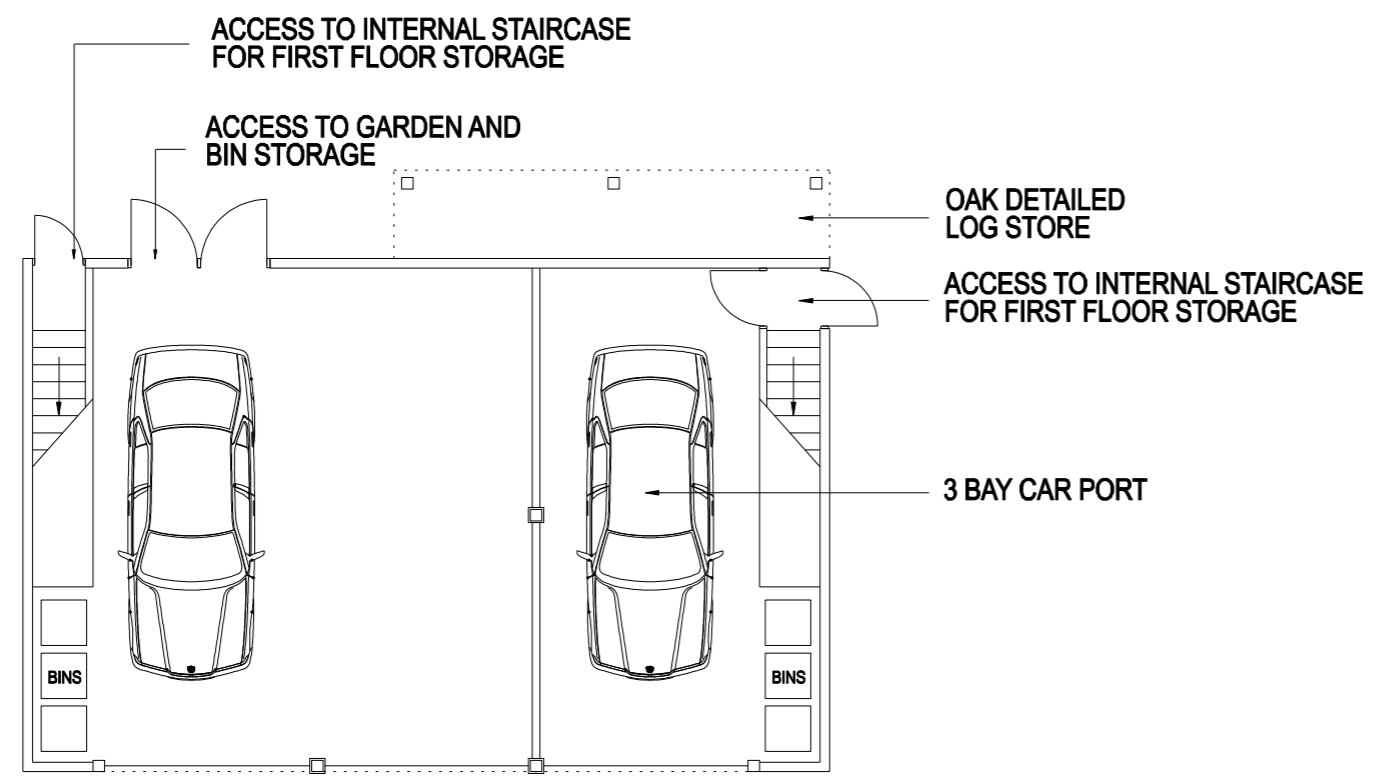 ACCESS TO INTERNAL STAIRCASE
FOR FIRST FLOOR STORAGE
ACCESS TO GARDEN AND
BIN STORAGE
OAK DETAILED
LOG STORE
ACCESS TO INTERNAL STAIRCASE
FOR FIRST FLOOR STORAGE
3 BAY CAR PORT
BINS
BINS